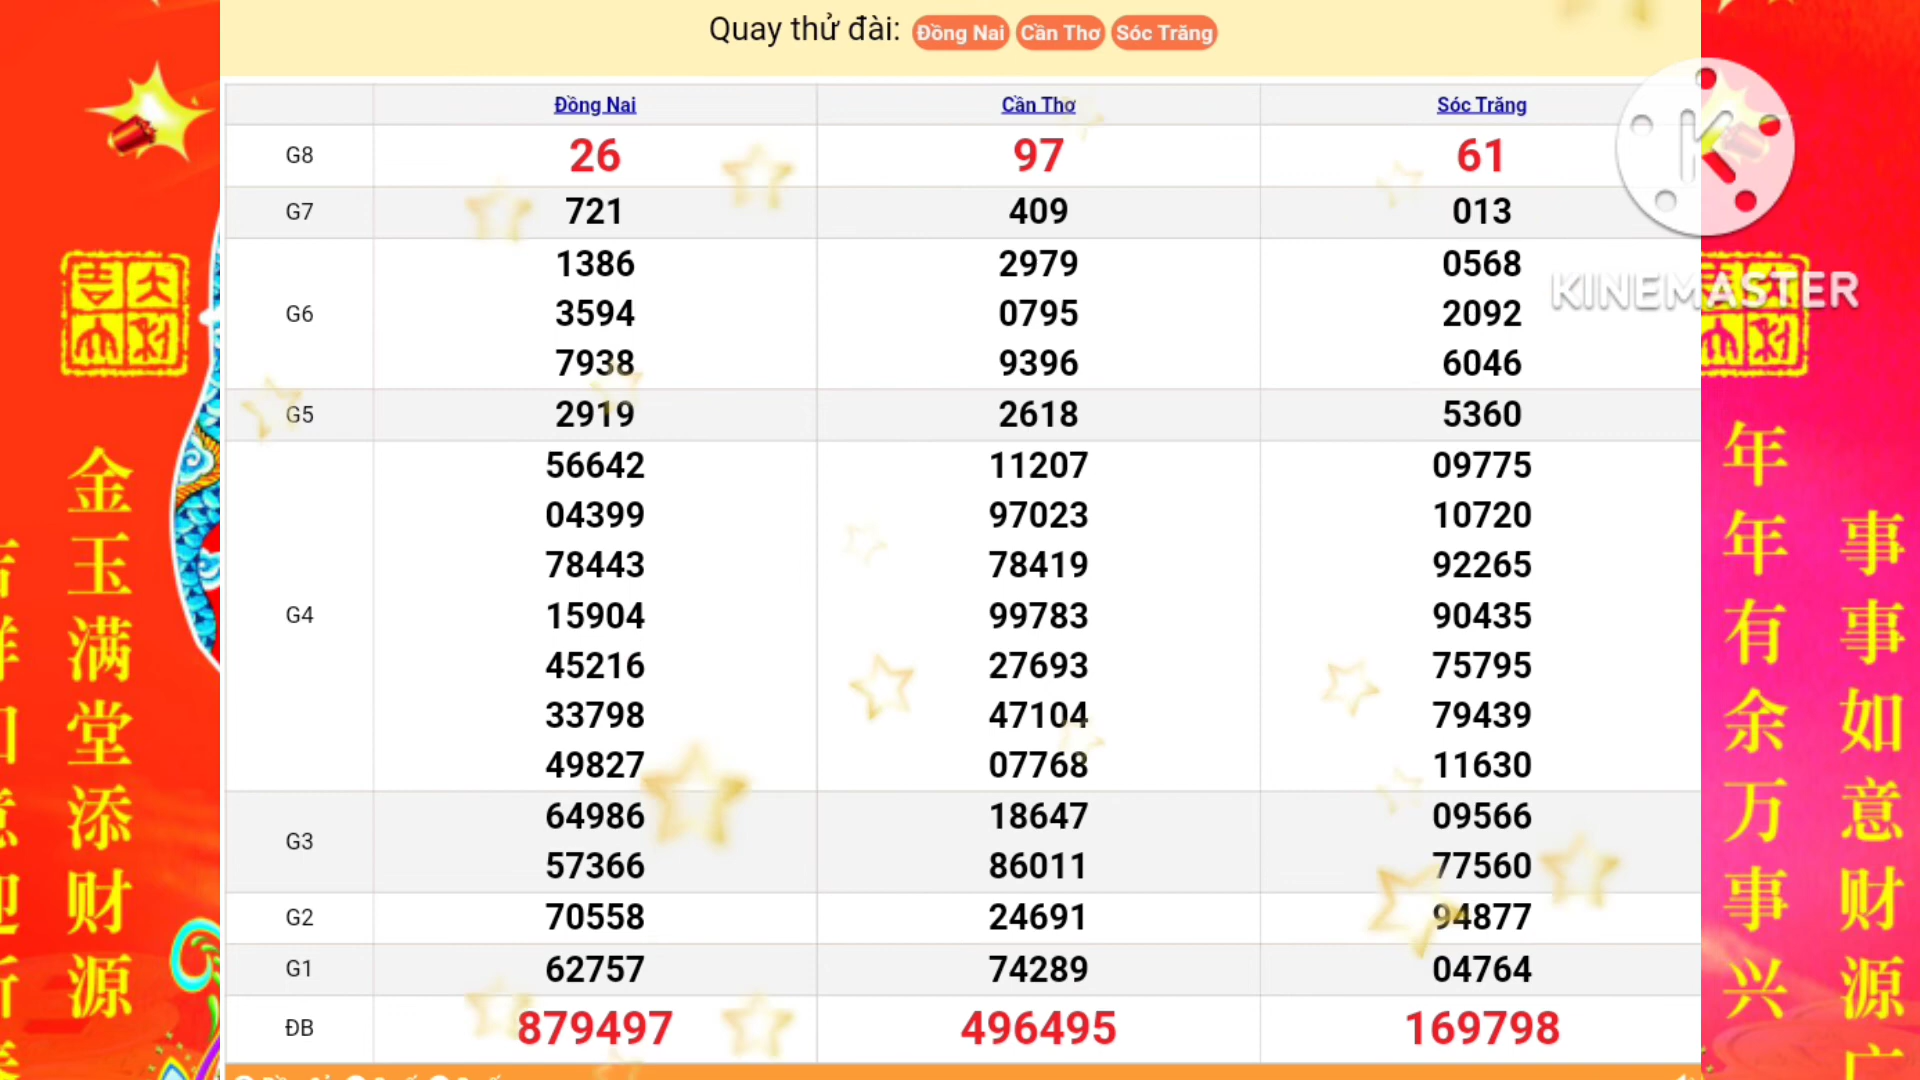 Quay thử đài: Đồng Nai Cần Thơ Sóc Trăng
Đồng Nai Cần Thơ Sóc Trăng
G8 26 97 61
G7 721 409 013
G6
1386 2979 0568
3594 0795 2092
7938 9396 6046
G5 2919 2618 5360
G4
56642 11207 09775
04399 97023 10720
78443 78419 92265
15904 99783 90435
45216 27693 75795
33798 47104 79439
49827 07768 11630
G3
64986 18647 09566
57366 86011 77560
G2 70558 24691 94877
G1 62757 74289 04764
ĐB 879497 496495 169798
KINEMASTER
吉大
利
金玉满堂添财源
年年有余万事兴
事事如意财源广